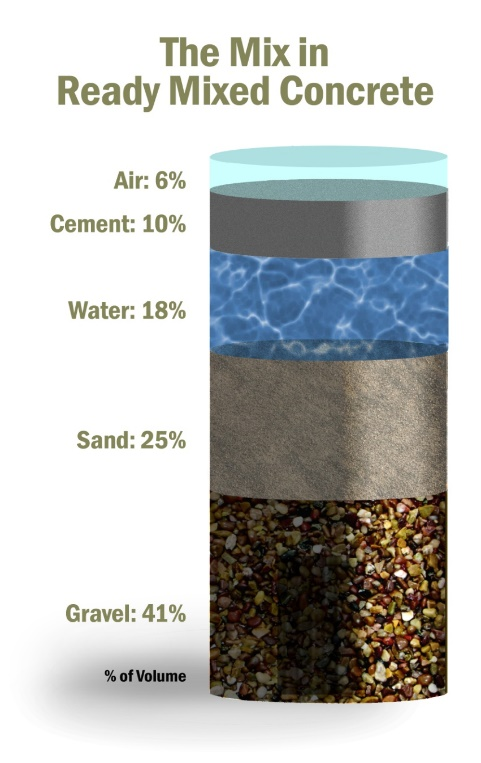 The Mix in
Ready Mixed Concrete
Air: 6%
Cement: 10%
Water: 18%
Sand: 25%
Gravel: 41%
% of Volume